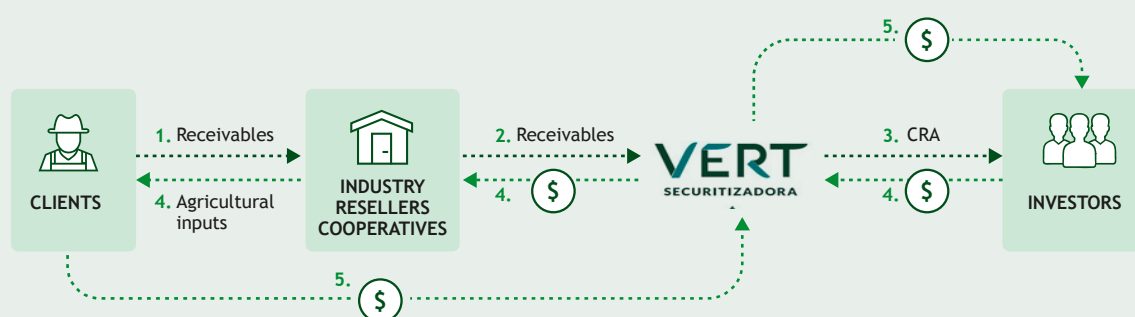 5. $
1. Receivables
2. Receivables
3. CRA
VERT
SECURITIZADORA
CLIENTS
4. Agricultural
inputs
INDUSTRY
RESELLERS
COOPERATIVES
4. $
4. $
INVESTORS
5. $